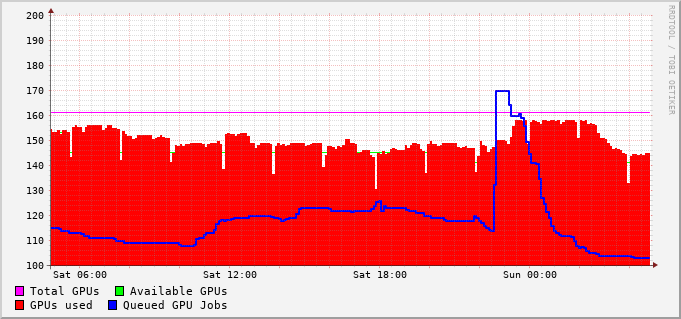 200
190
180
170
160
150
140
130
120
110
100
Sat 06:00 Sat 12:00 Sat 18:00 Sun 00:00
Total GPUs Available GPUs
GPUs used Queued GPU Jobs
RRDTOOL / TOBI OETIKER